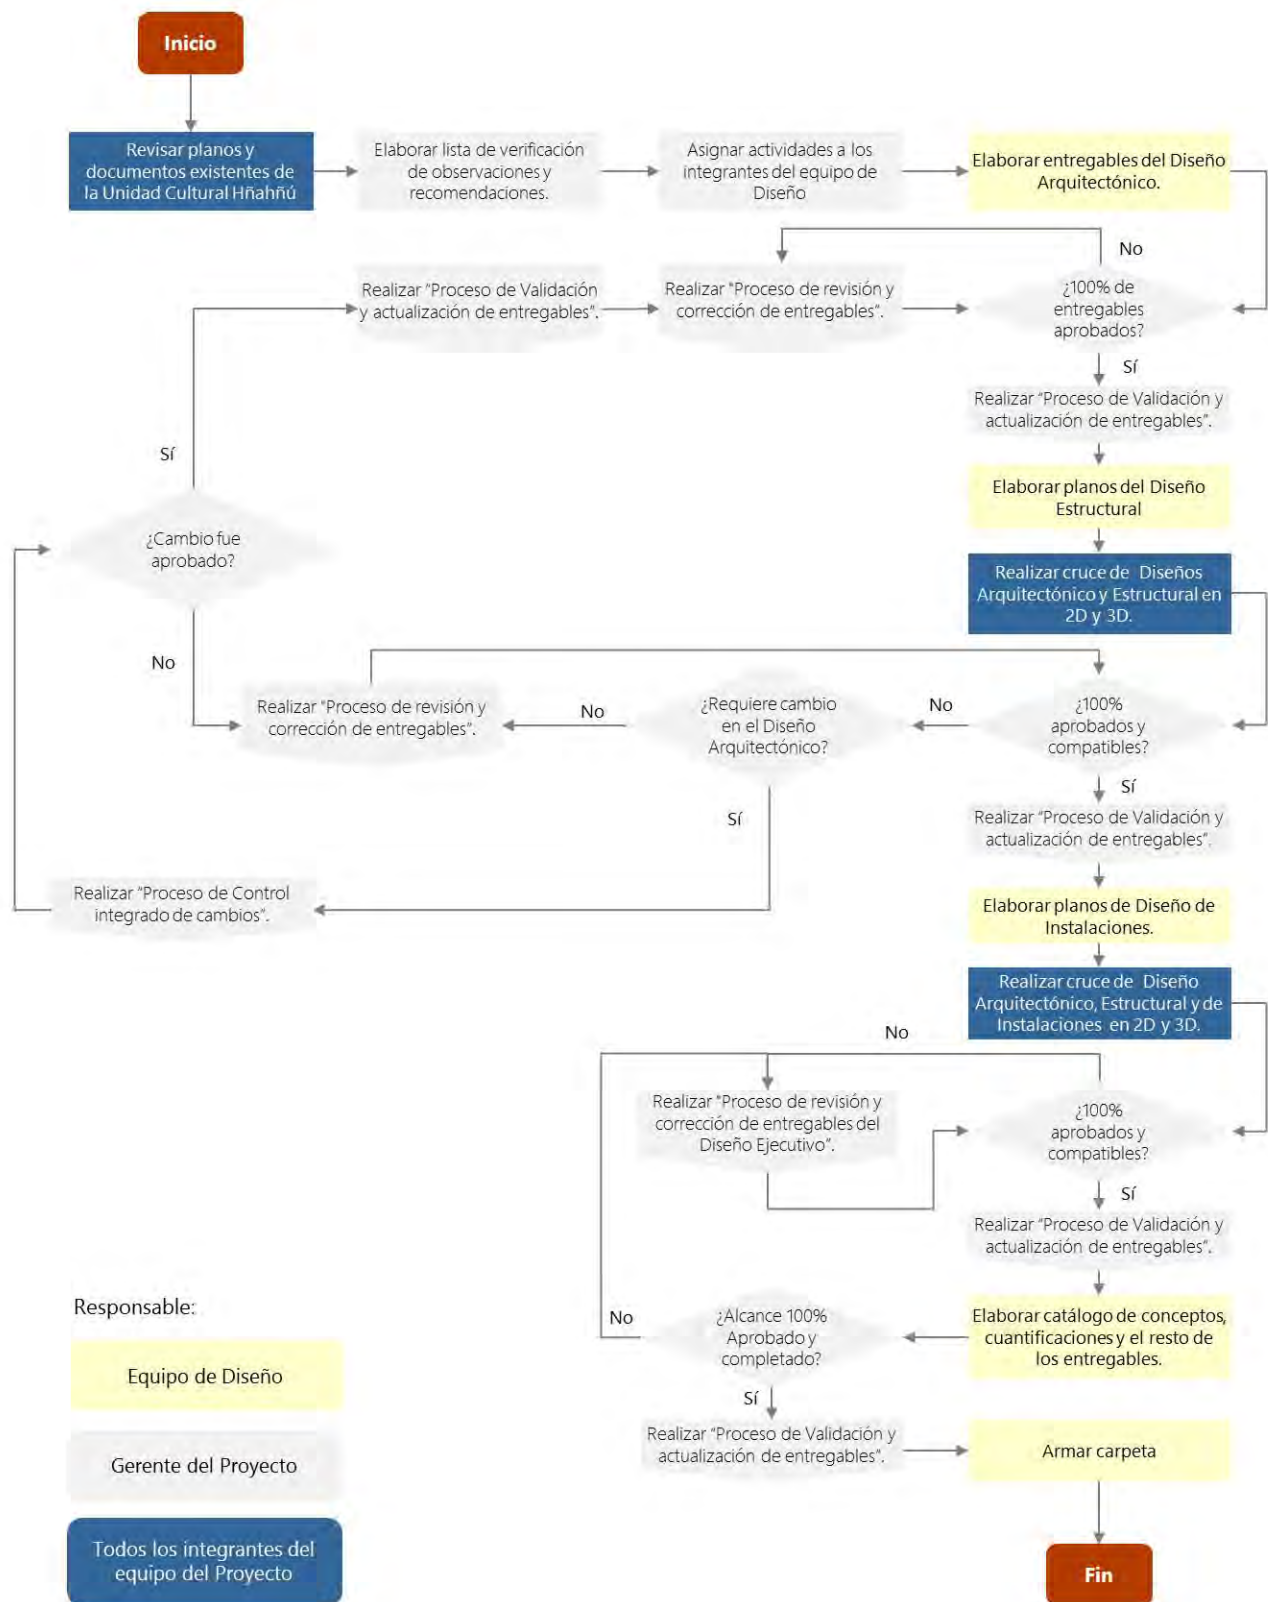 Inicio
Revisar planos y
documentos existentes de
la Unidad Cultural Hñahñú
Elaborar lista de verificación
de observaciones y
recomendaciones.
Asignar actividades a los
integrantes del equipo de
Diseño
Elaborar entregables del Diseño
Arquitectónico.
No
Realizar "Proceso de Validación
y actualización de entregables".
Realizar "Proceso de revisión y
corrección de entregables".
¿100% de
entregables
aprobados?
Sí
Realizar "Proceso de Validación y
actualización de entregables".
Sí
Elaborar planos del Diseño
Estructural
¿Cambio fue
aprobado?
Realizar cruce de Diseños
Arquitectónico y Estructural en
2D y 3D.
No
Realizar "Proceso de revisión y
corrección de entregables".
No
¿Requiere cambio
en el Diseño
Arquitectónico?
No
¿100%
aprobados y
compatibles?
Sí
Sí
Realizar "Proceso de Validación y
actualización de entregables".
Realizar "Proceso de Control
integrado de cambios".
Elaborar planos de Diseño de
Instalaciones.
Realizar cruce de Diseño
Arquitectónico, Estructural y de
Instalaciones en 2D y 3D.
No
Realizar "Proceso de revisión y
corrección de entregables del
Diseño Ejecutivo".
¿100%
aprobados y
compatibles?
Sí
Realizar "Proceso de Validación y
actualización de entregables".
No
¿Alcance 100%
Aprobado y
completado?
Elaborar catálogo de conceptos,
cuantificaciones y el resto de
los entregables.
Sí
Realizar "Proceso de Validación y
actualización de entregables".
Armar carpeta
Fin
Responsable:
Equipo de Diseño
Gerente del Proyecto
Todos los integrantes del
equipo del Proyecto